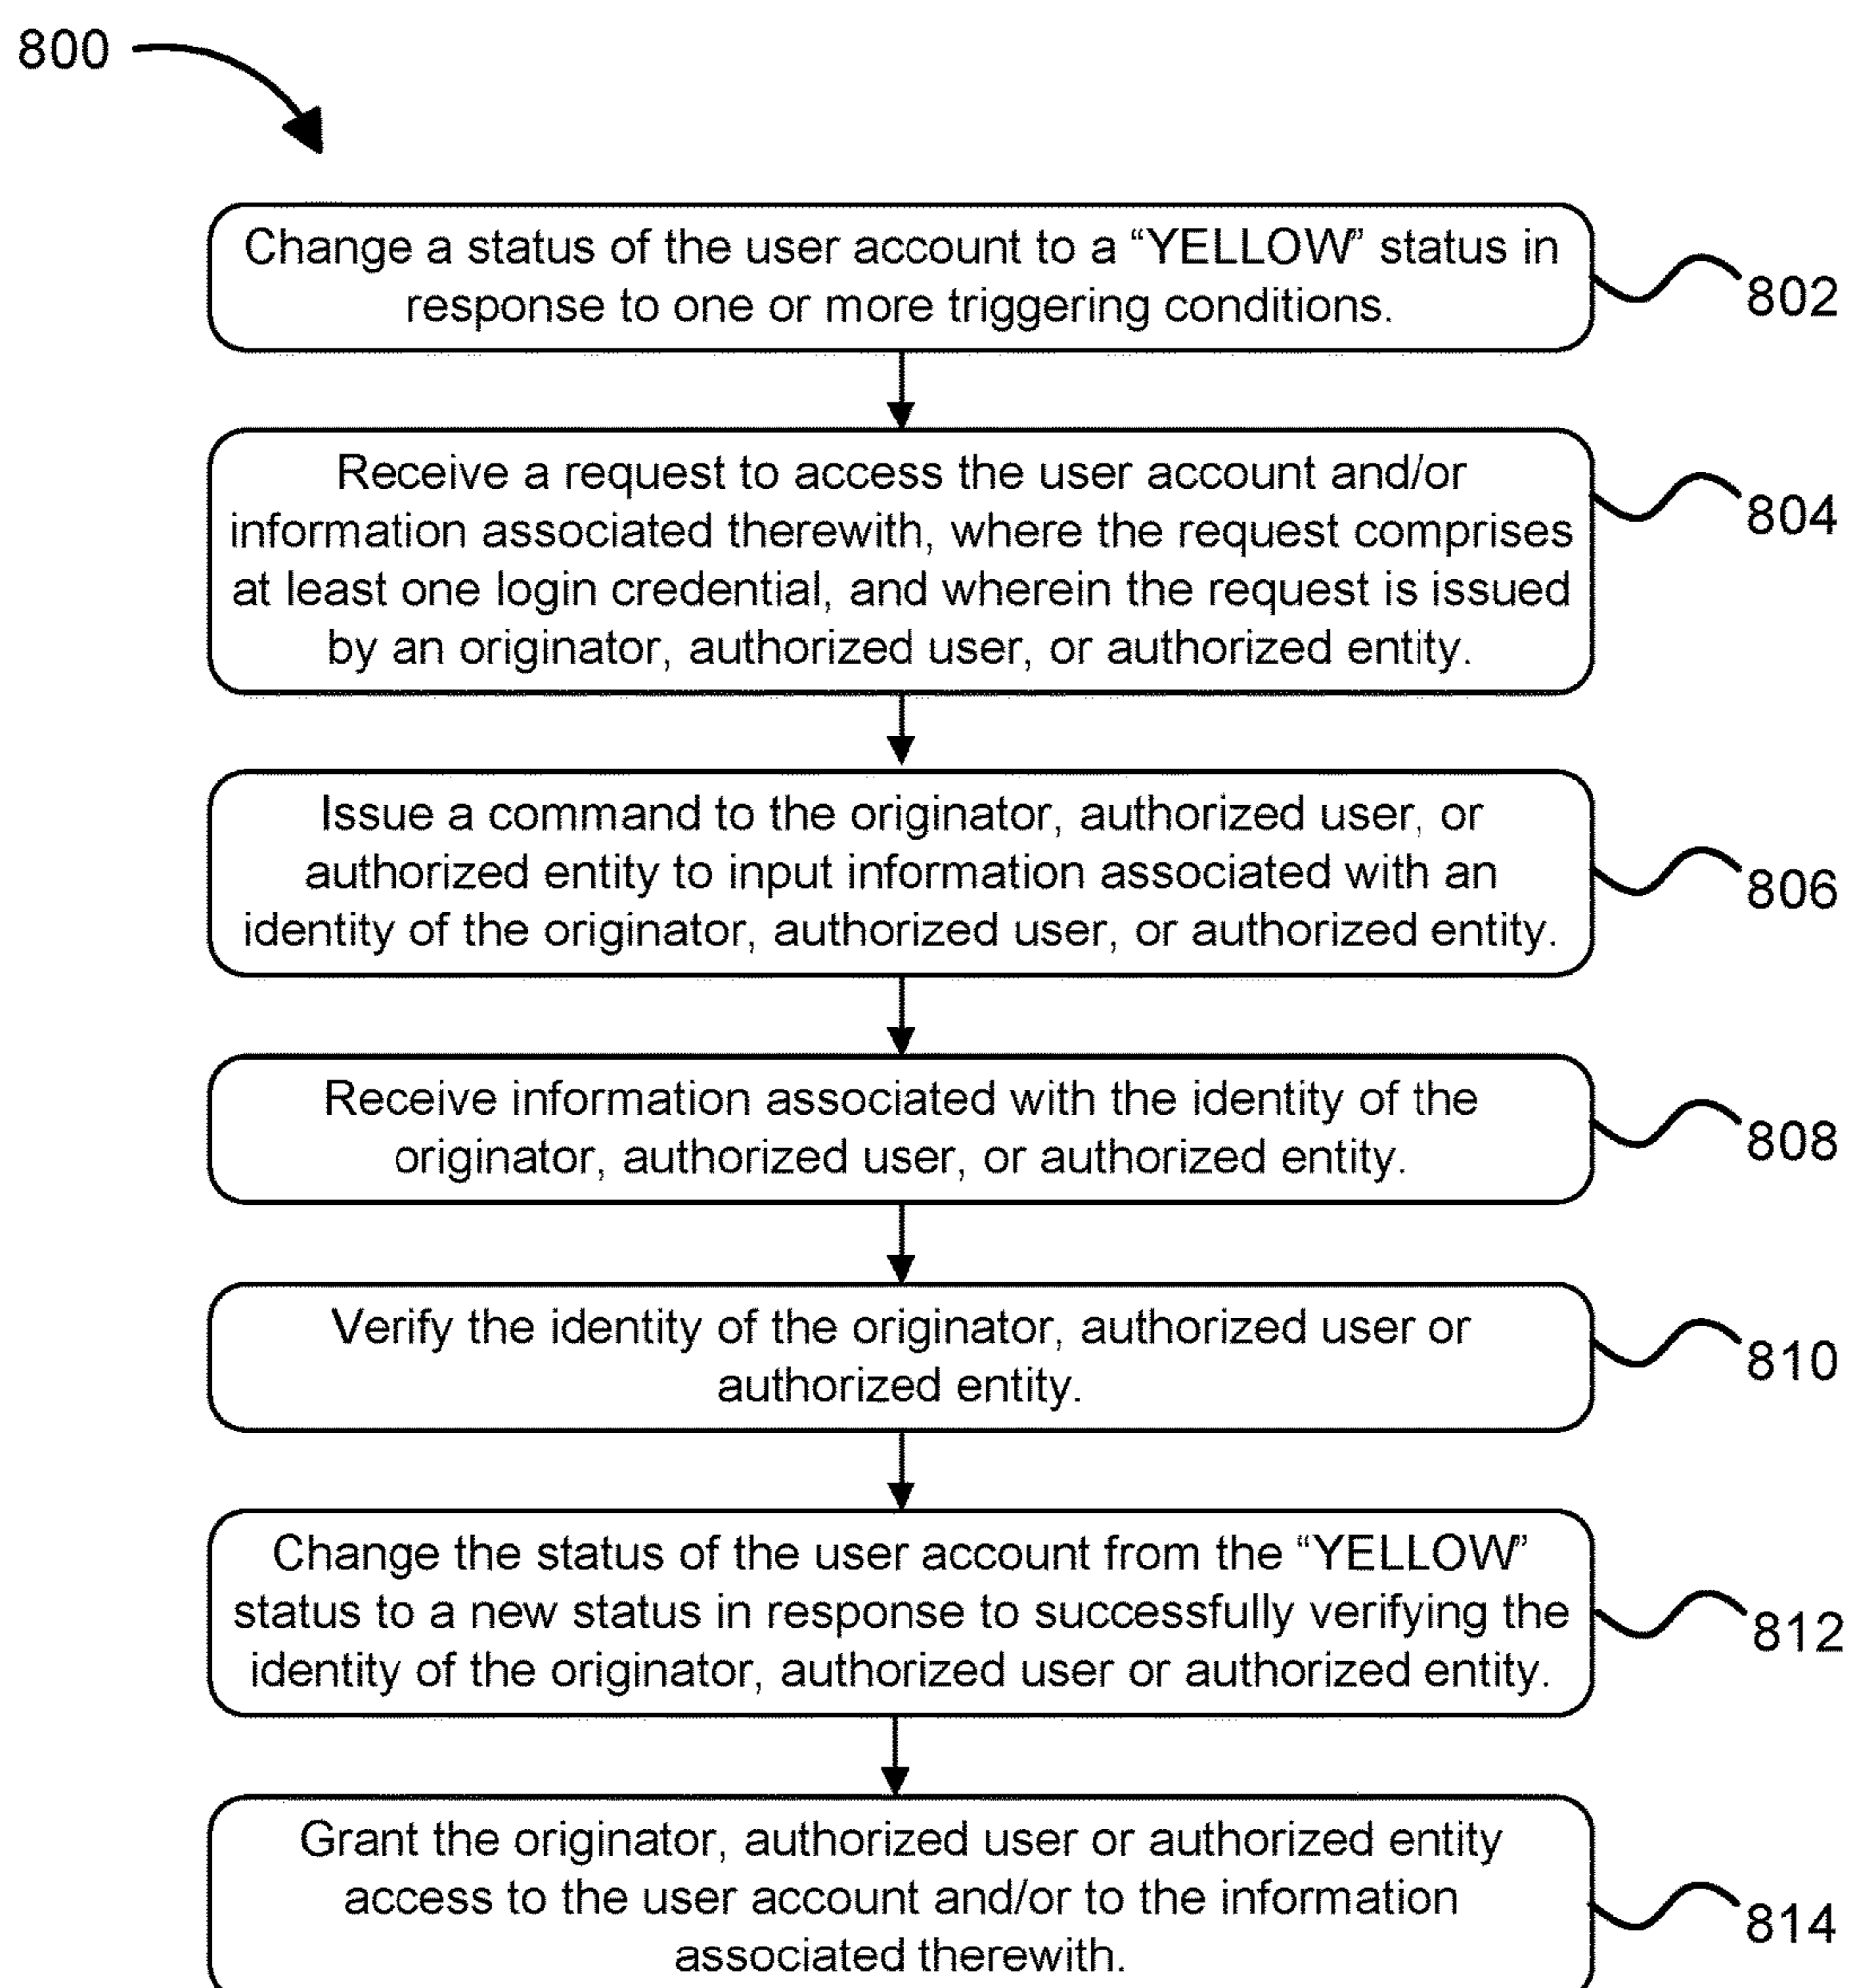 800
Change a status of the user account to a “YELLOW” status in
response to one or more triggering conditions.
802
Receive a request to access the user account and/or
information associated therewith, where the request comprises
at least one login credential, and wherein the request is issued
by an originator, authorized user, or authorized entity.
804
Issue a command to the originator, authorized user, or
authorized entity to input information associated with an
identity of the originator, authorized user, or authorized entity.
806
Receive information associated with the identity of the
originator, authorized user, or authorized entity.
808
Verify the identity of the originator, authorized user or
authorized entity.
810
Change the status of the user account from the “YELLOW”
status to a new status in response to successfully verifying the
identity of the originator, authorized user or authorized entity.
812
Grant the originator, authorized user or authorized entity
access to the user account and/or to the information
associated therewith.
814